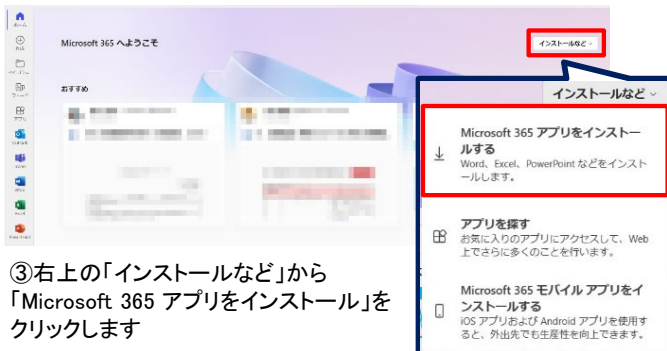 ホーム
Microsoft 365 へようこそ
インストールなど
おすすめ
インストールなど
Microsoft 365 アプリをインストー
ルする
Word、Excel、PowerPoint などをインスト
ールします。
アプリを探す
お気に入りのアプリにアクセスして、Web
上でさらに多くのことを行います。
Microsoft 365 モバイル アプリをイ
ンストールする
iOS アプリおよび Android アプリを使用す
ると、外出先でも生産性を向上できます。
③右上の「インストールなど」から
「Microsoft 365 アプリをインストール」を
クリックします